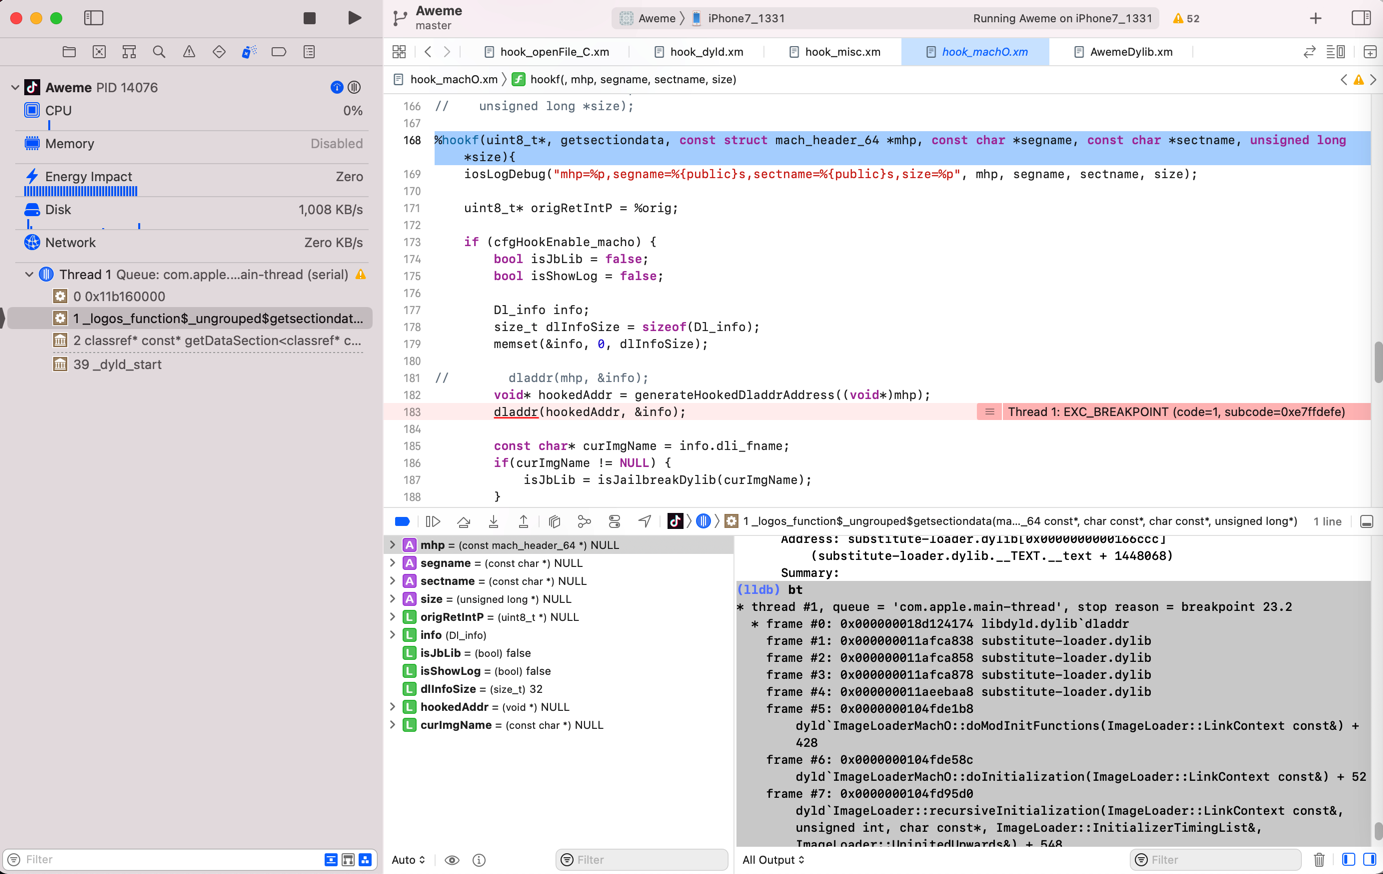 Aweme
master
Aweme 〉 iPhone7_1331
Running Aweme on iPhone7_1331
52
hook_openFile_C.xm
hook_dyld.xm
hook_misc.xm
hook_machO.xm
AwemeDylib.xm
hook_machO.xm 〉 f hookf(, mhp, segname, sectname, size)
Aweme PID 14076
CPU 0%
Memory Disabled
Energy Impact Zero
Disk 1,008 KB/s
Network Zero KB/s
Thread 1 Queue: com.apple....ain-thread (serial)
0 0x11b160000
1 _logos_function$_ungrouped$getsectiondat...
2 classref* const* getDataSection<classref* c...
39 _dyld_start
Filter
166 // unsigned long *size);
167
168 %hookf(uint8_t*, getsectiondata, const struct mach_header_64 *mhp, const char *segname, const char *sectname, unsigned long
*size){
169 iosLogDebug("mhp=%p,segname=%{public}s,sectname=%{public}s,size=%p", mhp, segname, sectname, size);
170
171 uint8_t* origRetIntP = %orig;
172
173 if (cfgHookEnable_macho) {
174 bool isJbLib = false;
175 bool isShowLog = false;
176
177 Dl_info info;
178 size_t dlInfoSize = sizeof(Dl_info);
179 memset(&info, 0, dlInfoSize);
180
181 // dladdr(mhp, &info);
182 void* hookedAddr = generateHookedDladdrAddress((void*)mhp);
183 dladdr(hookedAddr, &info);
Thread 1: EXC_BREAKPOINT (code=1, subcode=0xe7ffdefe)
184
185 const char* curImgName = info.dli_fname;
186 if(curImgName != NULL) {
187 isJbLib = isJailbreakDylib(curImgName);
188 }
1 _logos_function$_ungrouped$getsectiondata(ma..._64 const*, char const*, char const*, unsigned long*)
1 line
A mhp = (const mach_header_64 *) NULL
A segname = (const char *) NULL
A sectname = (const char *) NULL
A size = (unsigned long *) NULL
L origRetIntP = (uint8_t *) NULL
L info (Dl_info)
L isJbLib = (bool) false
L isShowLog = (bool) false
L dlInfoSize = (size_t) 32
L hookedAddr = (void *) NULL
L curImgName = (const char *) NULL
Auto
Filter
Address: substitute-loader.dylib[0x0000000000166ccc]
(substitute-loader.dylib.__TEXT.__text + 1448068)
Summary:
(lldb) bt
* thread #1, queue = 'com.apple.main-thread', stop reason = breakpoint 23.2
* frame #0: 0x000000018d124174 libdyld.dylib`dladdr
frame #1: 0x000000011afca838 substitute-loader.dylib
frame #2: 0x000000011afca858 substitute-loader.dylib
frame #3: 0x000000011afca878 substitute-loader.dylib
frame #4: 0x000000011aeebaa8 substitute-loader.dylib
frame #5: 0x0000000104fde1b8
dyld`ImageLoaderMachO::doModInitFunctions(ImageLoader::LinkContext const&) +
428
frame #6: 0x0000000104fde58c
dyld`ImageLoaderMachO::doInitialization(ImageLoader::LinkContext const&) + 52
frame #7: 0x0000000104fd95d0
dyld`ImageLoader::recursiveInitialization(ImageLoader::LinkContext const&,
unsigned int, char const*, ImageLoader::InitializerTimingList&,
ImageLoader::UninitedUpwards&) + 548
All Output
Filter